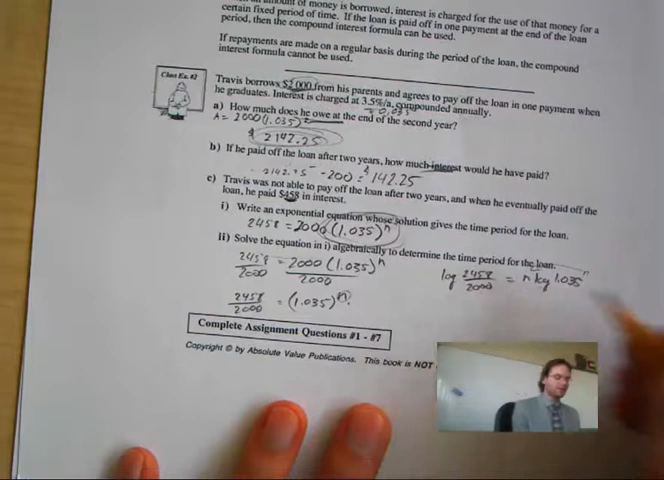 an amount of money is borrowed, interest is charged for the use of that money for a
certain fixed period of time. If the loan is paid off in one payment at the end of the loan
period, then the compound interest formula can be used.
If repayments are made on a regular basis during the period of the loan, the compound
interest formula cannot be used.
Class Ex. #2
Travis borrows $2 000 from his parents and agrees to pay off the loan in one payment when
he graduates. Interest is charged at 3.5%/a, compounded annually.
= 0.035
a) How much does he owe at the end of the second year?
A = 2000(1.035)²
$2142.25
b) If he paid off the loan after two years, how much interest would he have paid?
- 200 = $142.25
c) Travis was not able to pay off the loan after two years, and when he eventually paid off the
loan, he paid $458 in interest.
i) Write an exponential equation whose solution gives the time period for the loan.
2458 = 2000(1.035)ⁿ
ii) Solve the equation in i) algebraically to determine the time period for the loan.
2458/2000 = 2000(1.035)ⁿ/2000
log 2458/2000 = n log 1.035
2458/2000 = (1.035)ⁿ
Complete Assignment Questions #1 - #7
Copyright © by Absolute Value Publications. This book is NOT